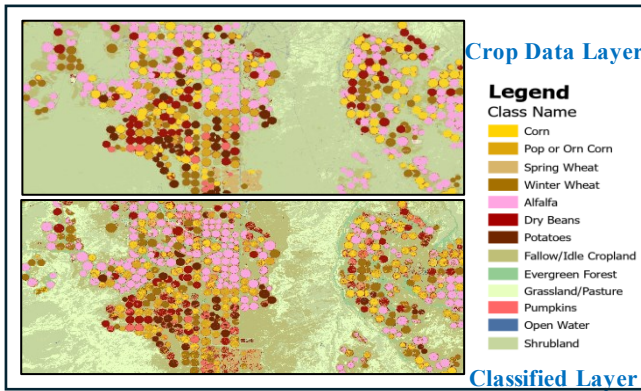 Crop Data Layer
Legend
Class Name
Corn
Pop or Orn Corn
Spring Wheat
Winter Wheat
Alfalfa
Dry Beans
Potatoes
Fallow/Idle Cropland
Evergreen Forest
Grassland/Pasture
Pumpkins
Open Water
Shrubland
Classified Layer